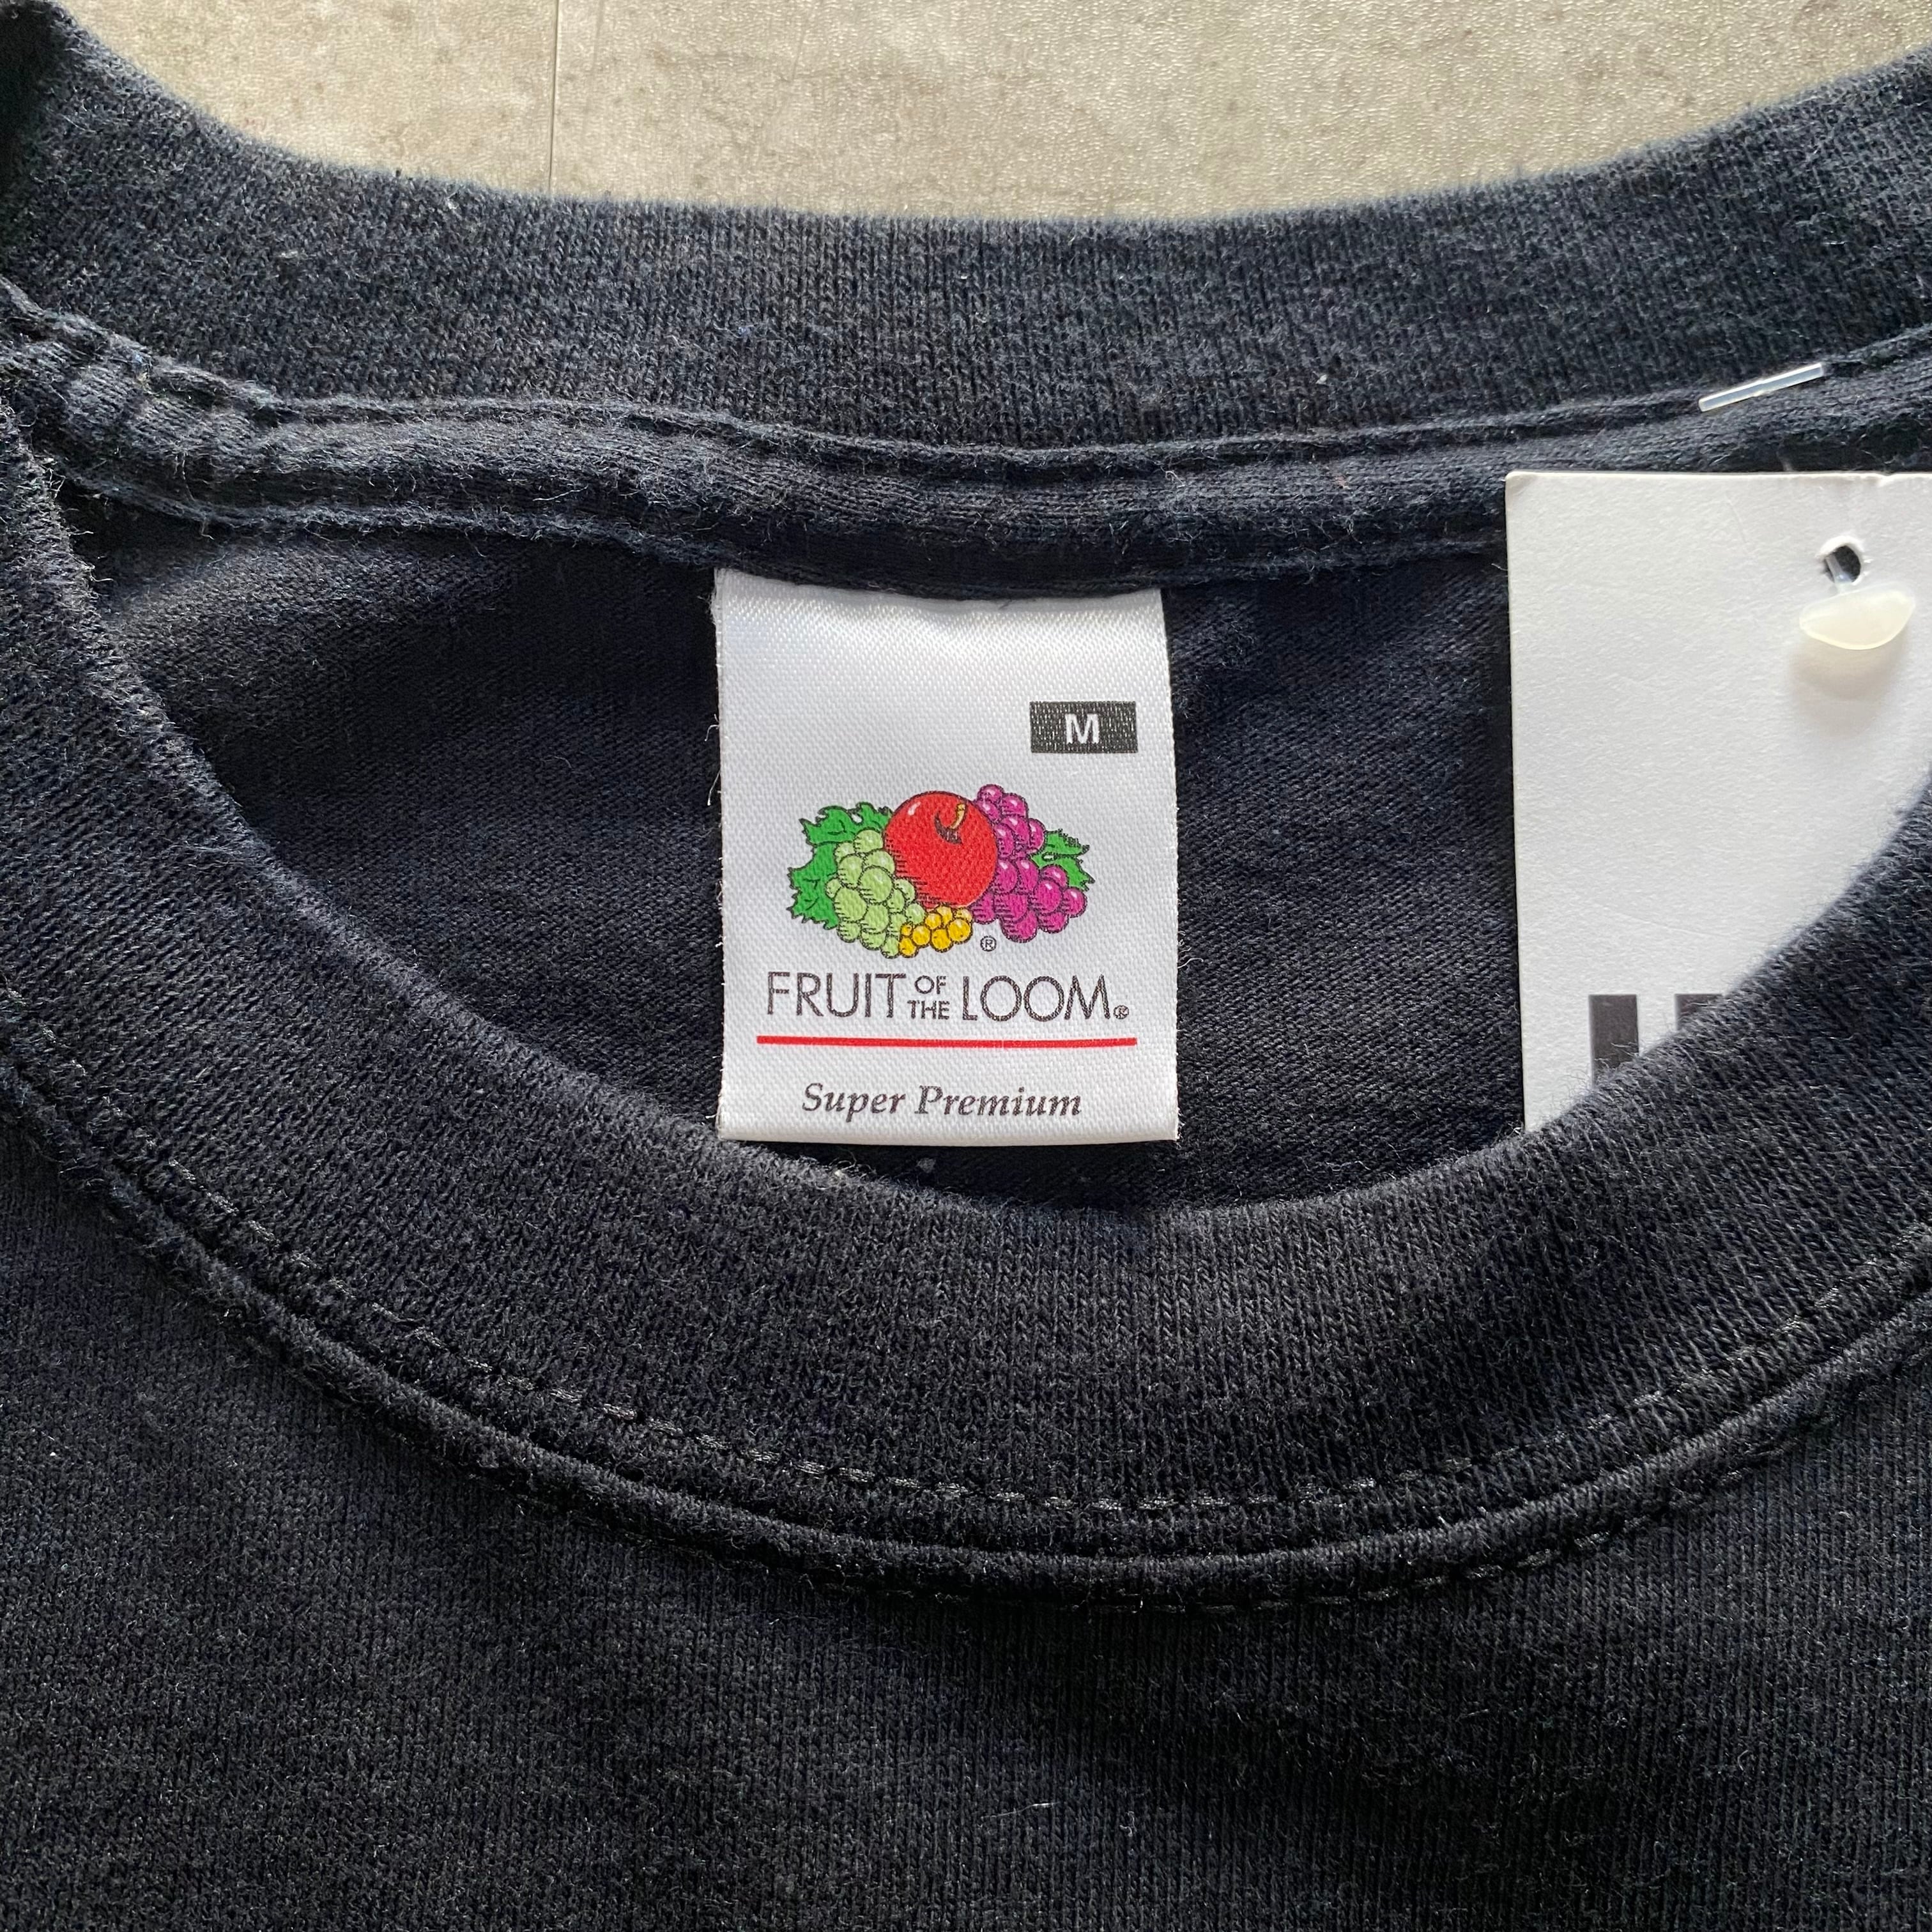 M
®
FRUIT OF THE LOOM®
Super Premium